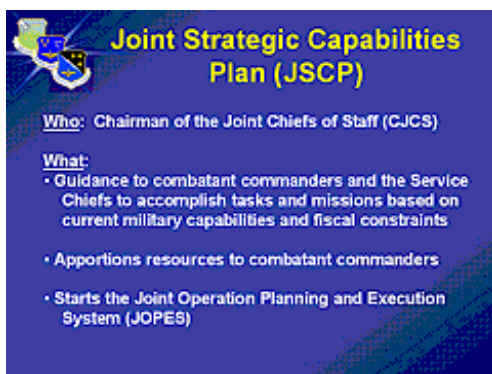 Joint Strategic Capabilities
Plan (JSCP)
Who: Chairman of the Joint Chiefs of Staff (CJCS)
What:
• Guidance to combatant commanders and the Service
Chiefs to accomplish tasks and missions based on
current military capabilities and fiscal constraints
• Apportions resources to combatant commanders
• Starts the Joint Operation Planning and Execution
System (JOPES)